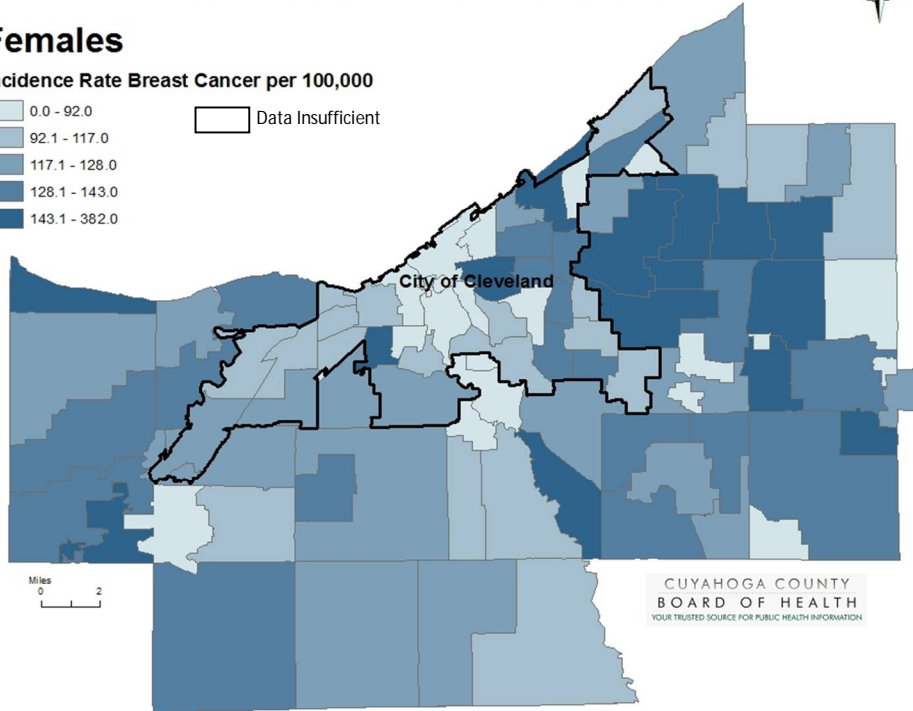 Females
ncidence Rate Breast Cancer per 100,000
0.0 - 92.0
92.1 - 117.0
117.1 - 128.0
128.1 - 143.0
143.1 - 382.0
Data Insufficient
City of Cleveland
Miles
0 2
CUYAHOGA COUNTY
BOARD OF HEALTH
YOUR TRUSTED SOURCE FOR PUBLIC HEALTH INFORMATION